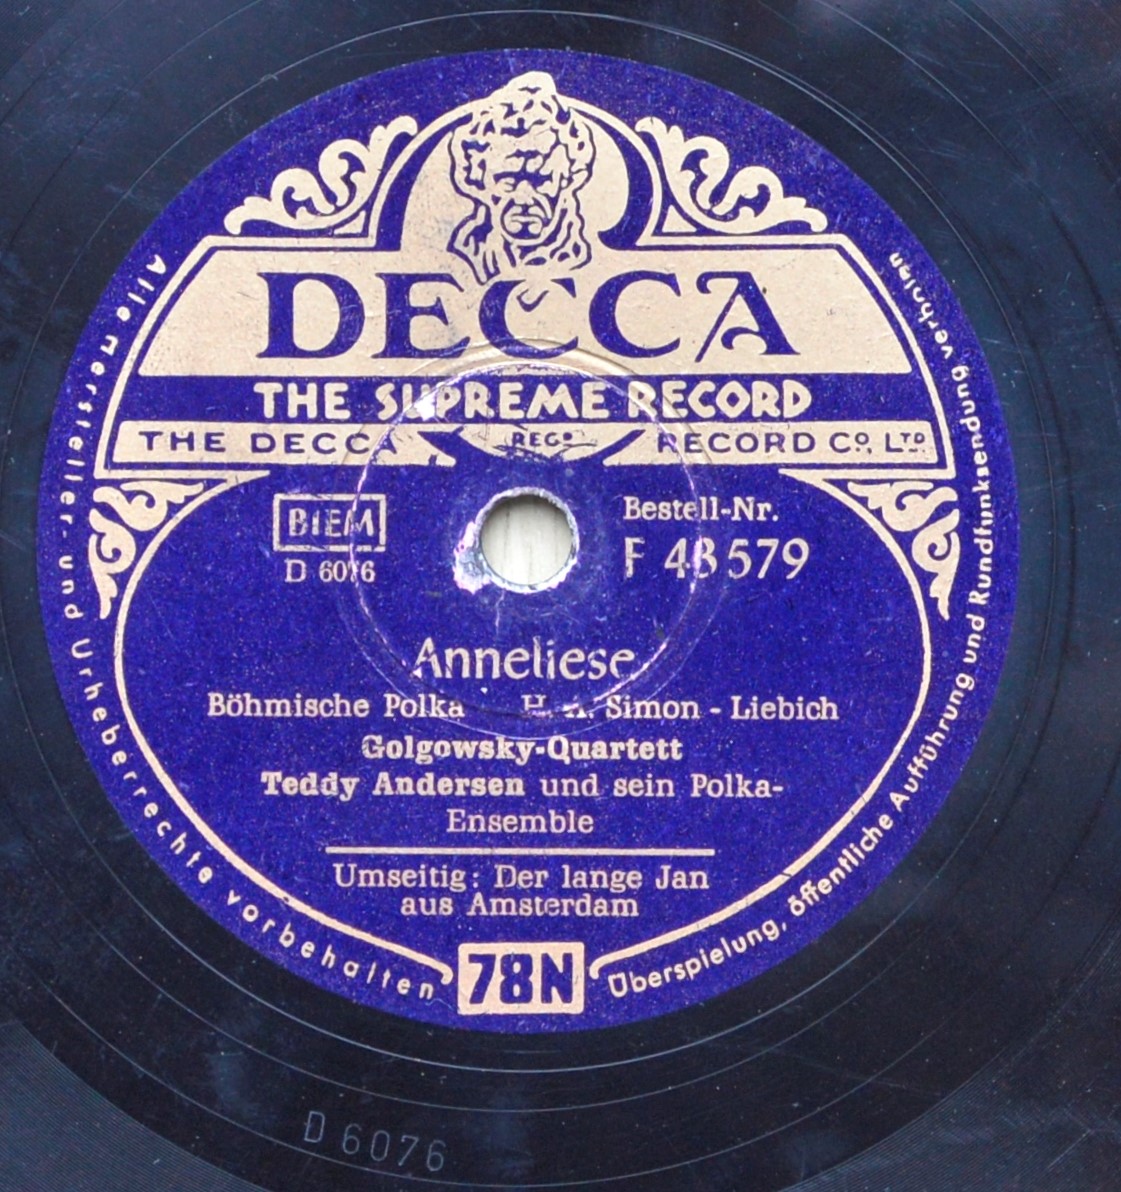 DECCA
THE SUPREME RECORD
THE DECCA REGD RECORD CO., LTD.
BIEM
D 6076
Bestell-Nr.
F 43579
Anneliese
Böhmische Polka H. A. Simon - Liebich
Golgowsky-Quartett
Teddy Andersen und sein Polka-
Ensemble
Umseitig: Der lange Jan
aus Amsterdam
78N
Alle Hersteller- und Urheberrechte vorbehalten
Überspielung, öffentliche Aufführung und Rundfunksendung verboten
D 6076